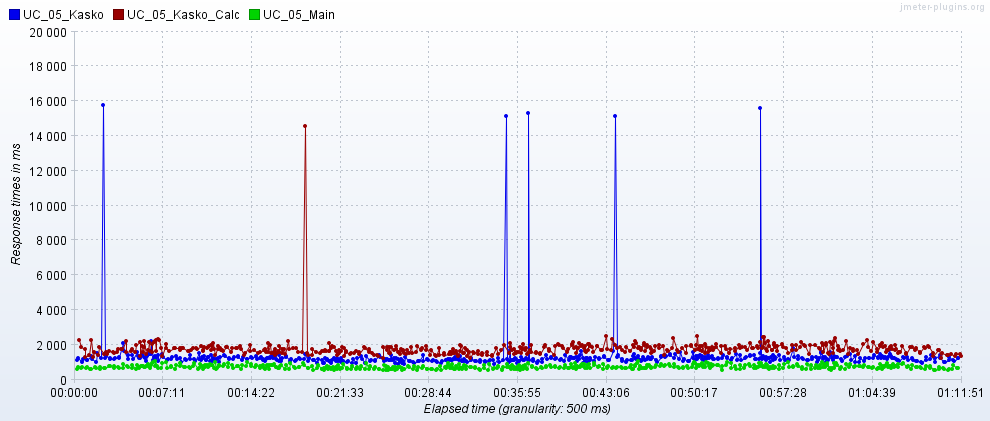 jmeter-plugins.org
UC_05_Kasko UC_05_Kasko_Calc UC_05_Main
20 000
18 000
16 000
14 000
12 000
10 000
8 000
6 000
4 000
2 000
0
Response times in ms
00:00:00 00:07:11 00:14:22 00:21:33 00:28:44 00:35:55 00:43:06 00:50:17 00:57:28 01:04:39 01:11:51
Elapsed time (granularity: 500 ms)